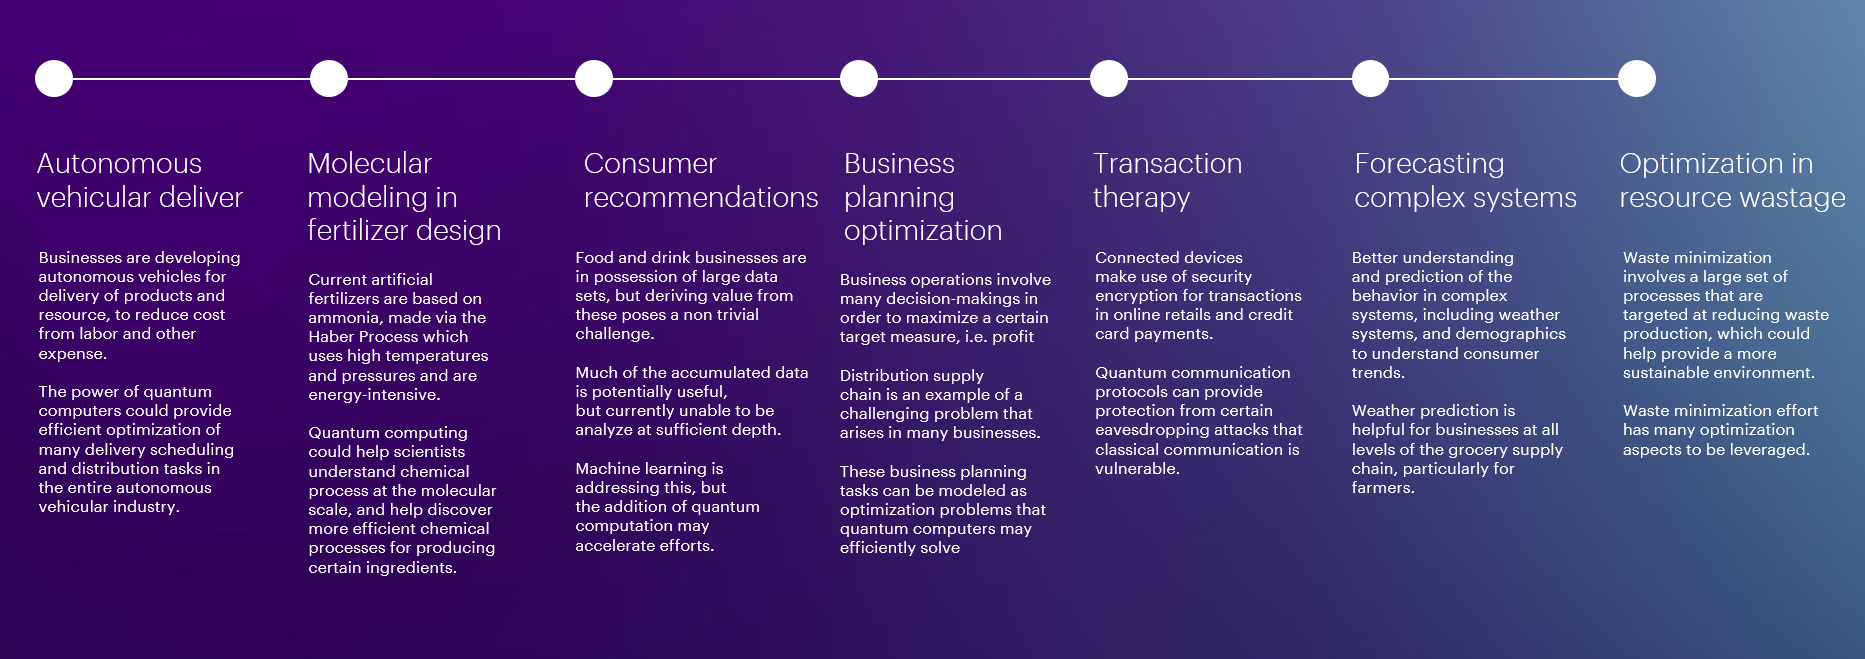 Autonomous
vehicular deliver
Businesses are developing
autonomous vehicles for
delivery of products and
resource, to reduce cost
from labor and other
expense.
The power of quantum
computers could provide
efficient optimization of
many delivery scheduling
and distribution tasks in
the entire autonomous
vehicular industry.
Molecular
modeling in
fertilizer design
Current artificial
fertilizers are based on
ammonia, made via the
Haber Process which
uses high temperatures
and pressures and are
energy-intensive.
Quantum computing
could help scientists
understand chemical
process at the molecular
scale, and help discover
more efficient chemical
processes for producing
certain ingredients.
Consumer
recommendations
Food and drink businesses are
in possession of large data
sets, but deriving value from
these poses a non trivial
challenge.
Much of the accumulated data
is potentially useful,
but currently unable to be
analyze at sufficient depth.
Machine learning is
addressing this, but
the addition of quantum
computation may
accelerate efforts.
Business
planning
optimization
Business operations involve
many decision-makings in
order to maximize a certain
target measure, i.e. profit
Distribution supply
chain is an example of a
challenging problem that
arises in many businesses.
These business planning
tasks can be modeled as
optimization problems that
quantum computers may
efficiently solve
Transaction
therapy
Connected devices
make use of security
encryption for transactions
in online retails and credit
card payments.
Quantum communication
protocols can provide
protection from certain
eavesdropping attacks that
classical communication is
vulnerable.
Forecasting
complex systems
Better understanding
and prediction of the
behavior in complex
systems, including weather
systems, and demographics
to understand consumer
trends.
Weather prediction is
helpful for businesses at all
levels of the grocery supply
chain, particularly for
farmers.
Optimization in
resource wastage
Waste minimization
involves a large set of
processes that are
targeted at reducing waste
production, which could
help provide a more
sustainable environment.
Waste minimization effort
has many optimization
aspects to be leveraged.